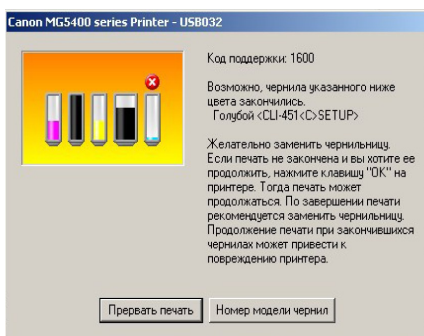 Canon MG5400 series Printer - USB032
Код поддержки: 1600
Возможно, чернила указанного ниже
цвета закончились.
Голубой <CLI-451<C>SETUP>
Желательно заменить чернильницу.
Если печать не закончена и вы хотите ее
продолжить, нажмите клавишу "OK" на
принтере. Тогда печать может
продолжаться. По завершении печати
рекомендуется заменить чернильницу.
Продолжение печати при закончившихся
чернилах может привести к
повреждению принтера.
Прервать печать
Номер модели чернил